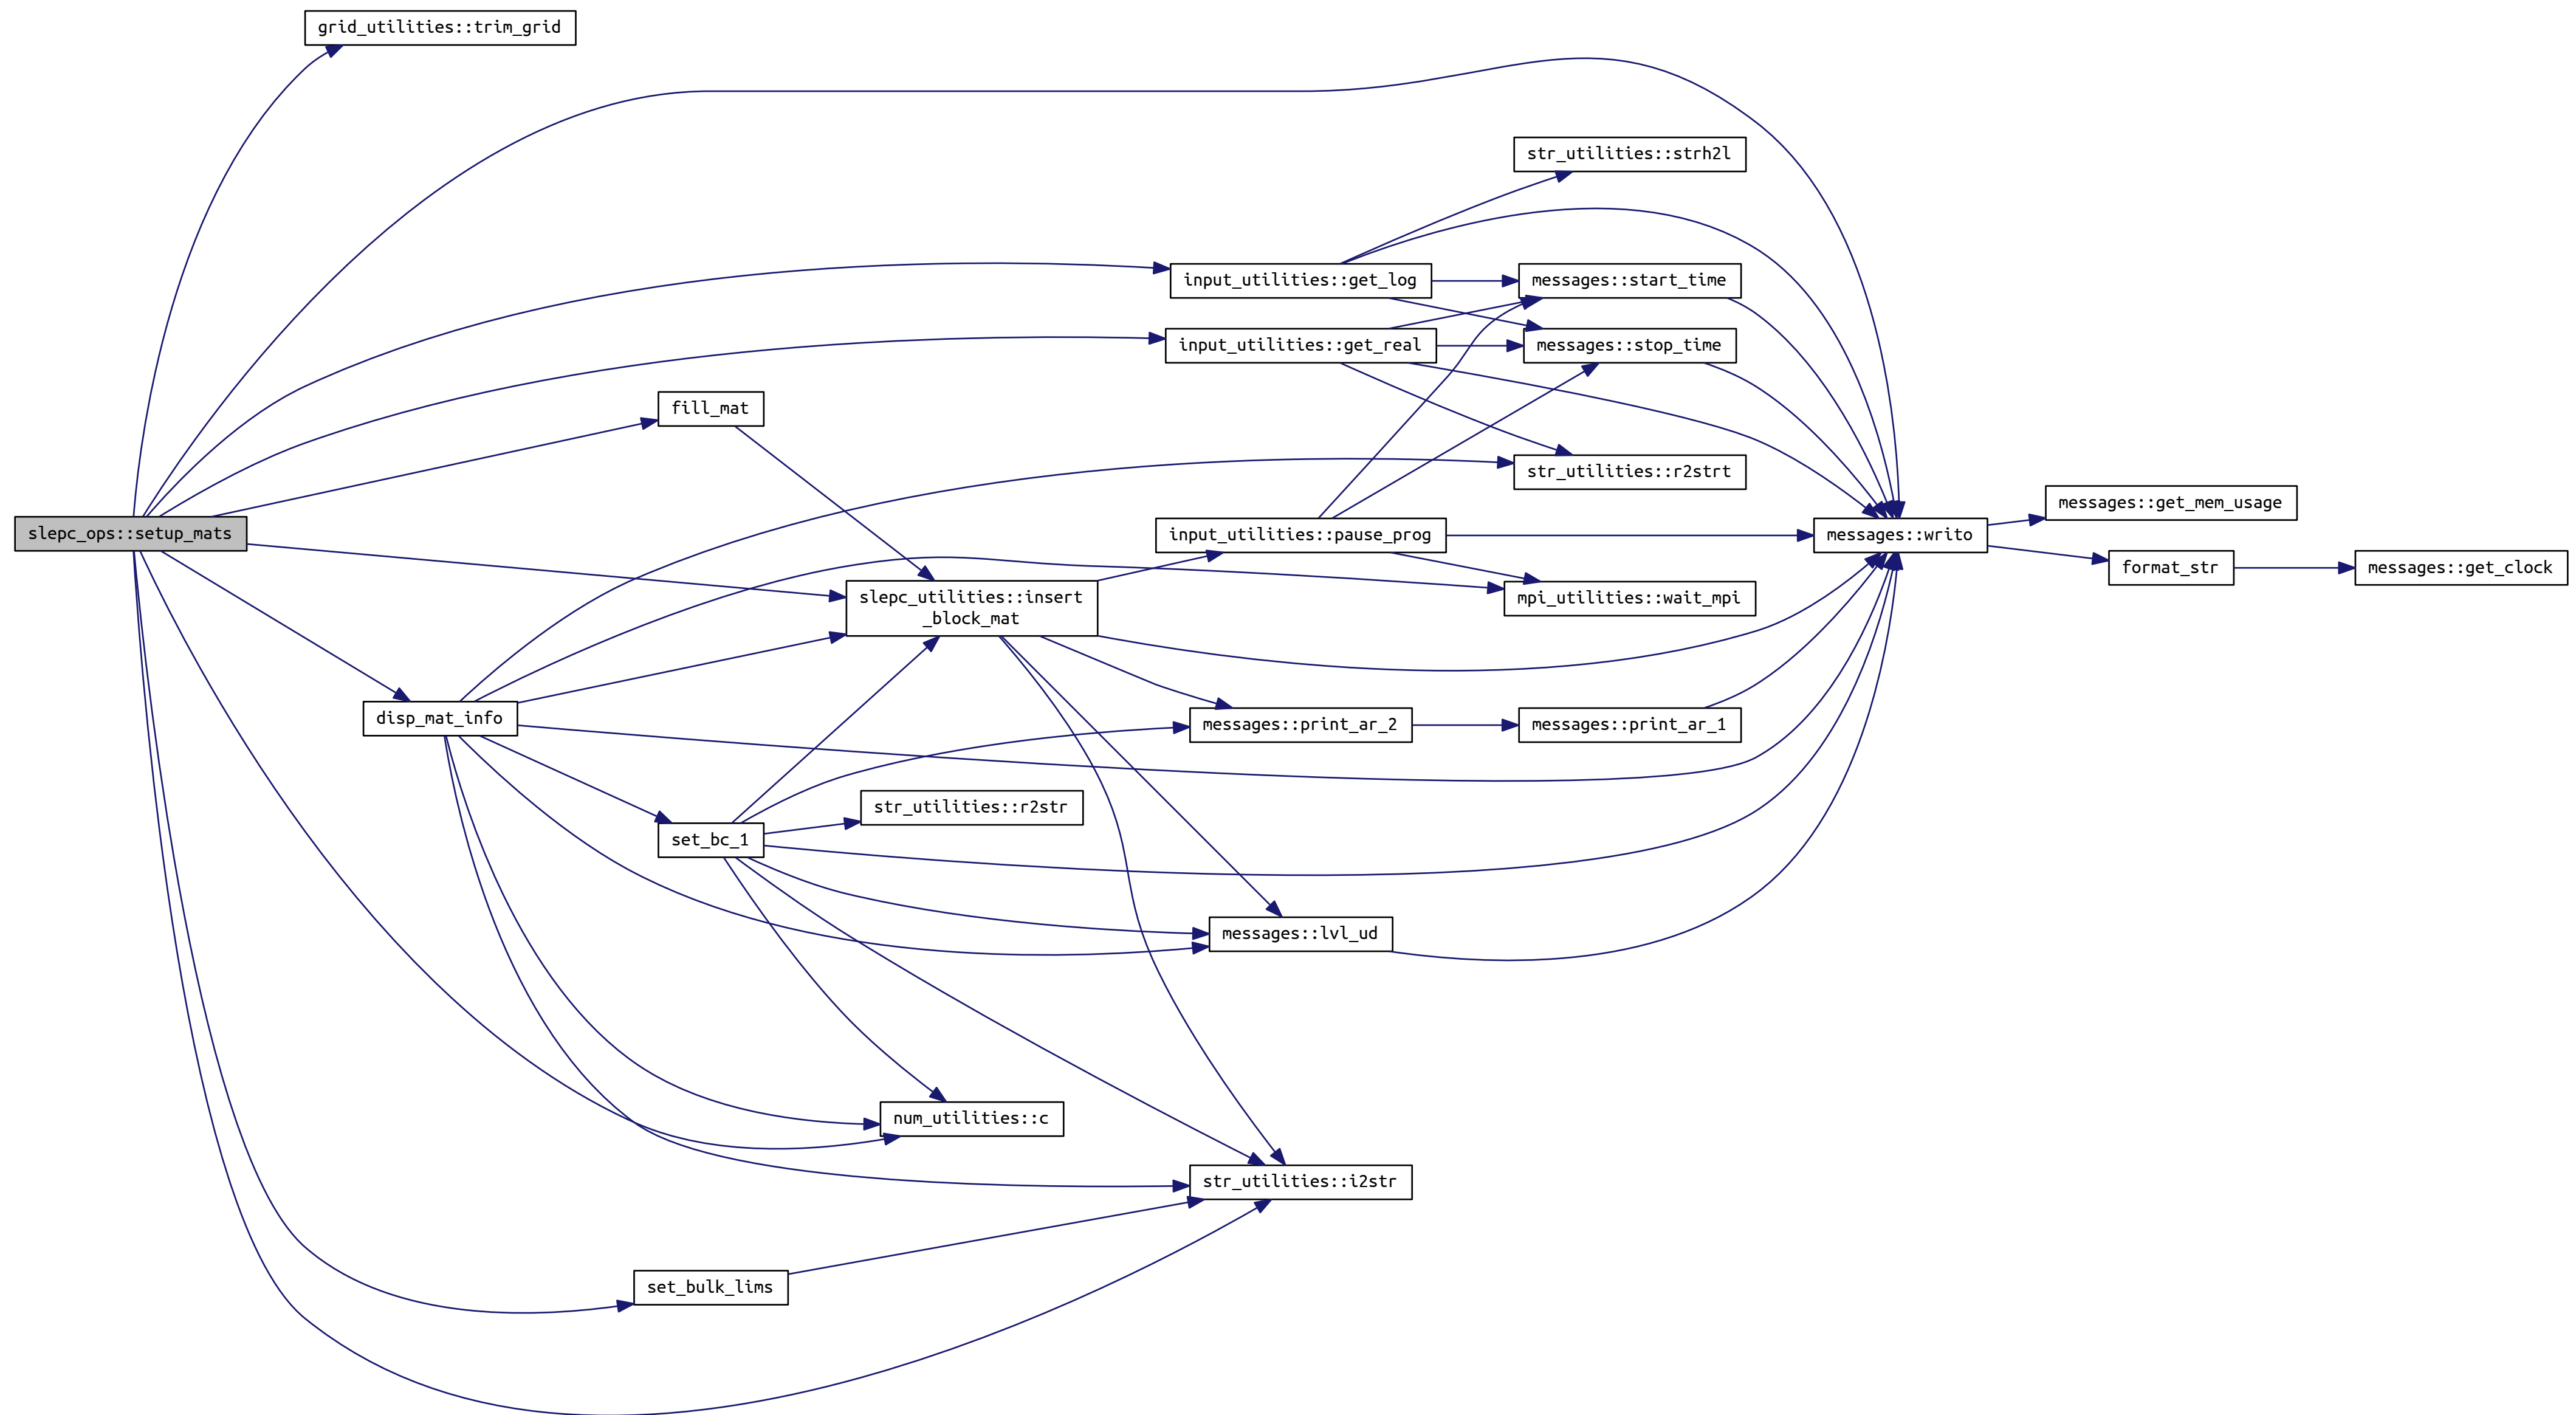 grid_utilities::trim_grid
str_utilities::strh2l
input_utilities::get_log
messages::start_time
input_utilities::get_real
messages::stop_time
fill_mat
str_utilities::r2strt
messages::get_mem_usage
slepc_ops::setup_mats
input_utilities::pause_prog
messages::writo
format_str
messages::get_clock
slepc_utilities::insert
_block_mat
mpi_utilities::wait_mpi
disp_mat_info
messages::print_ar_2
messages::print_ar_1
str_utilities::r2str
set_bc_1
messages::lvl_ud
num_utilities::c
str_utilities::i2str
set_bulk_lims